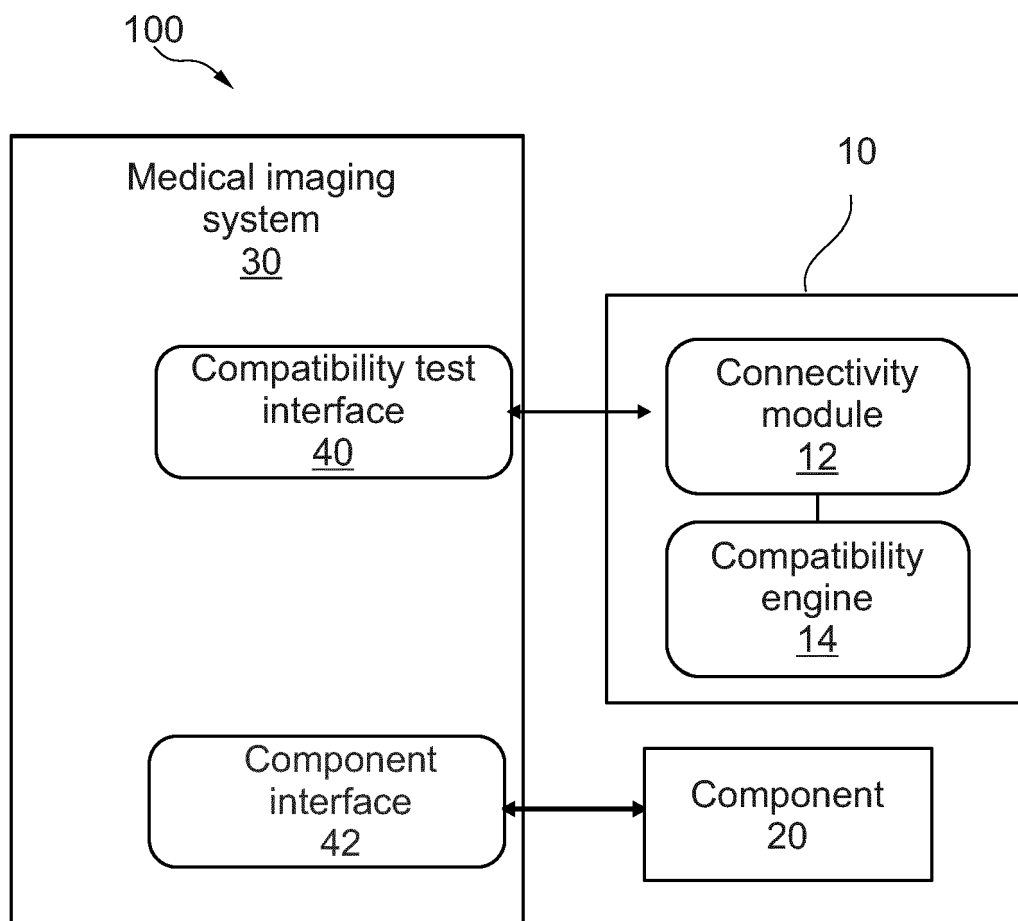 100
Medical imaging
system
30
10
Compatibility test
interface
40
Connectivity
module
12
Compatibility
engine
14
Component
interface
42
Component
20